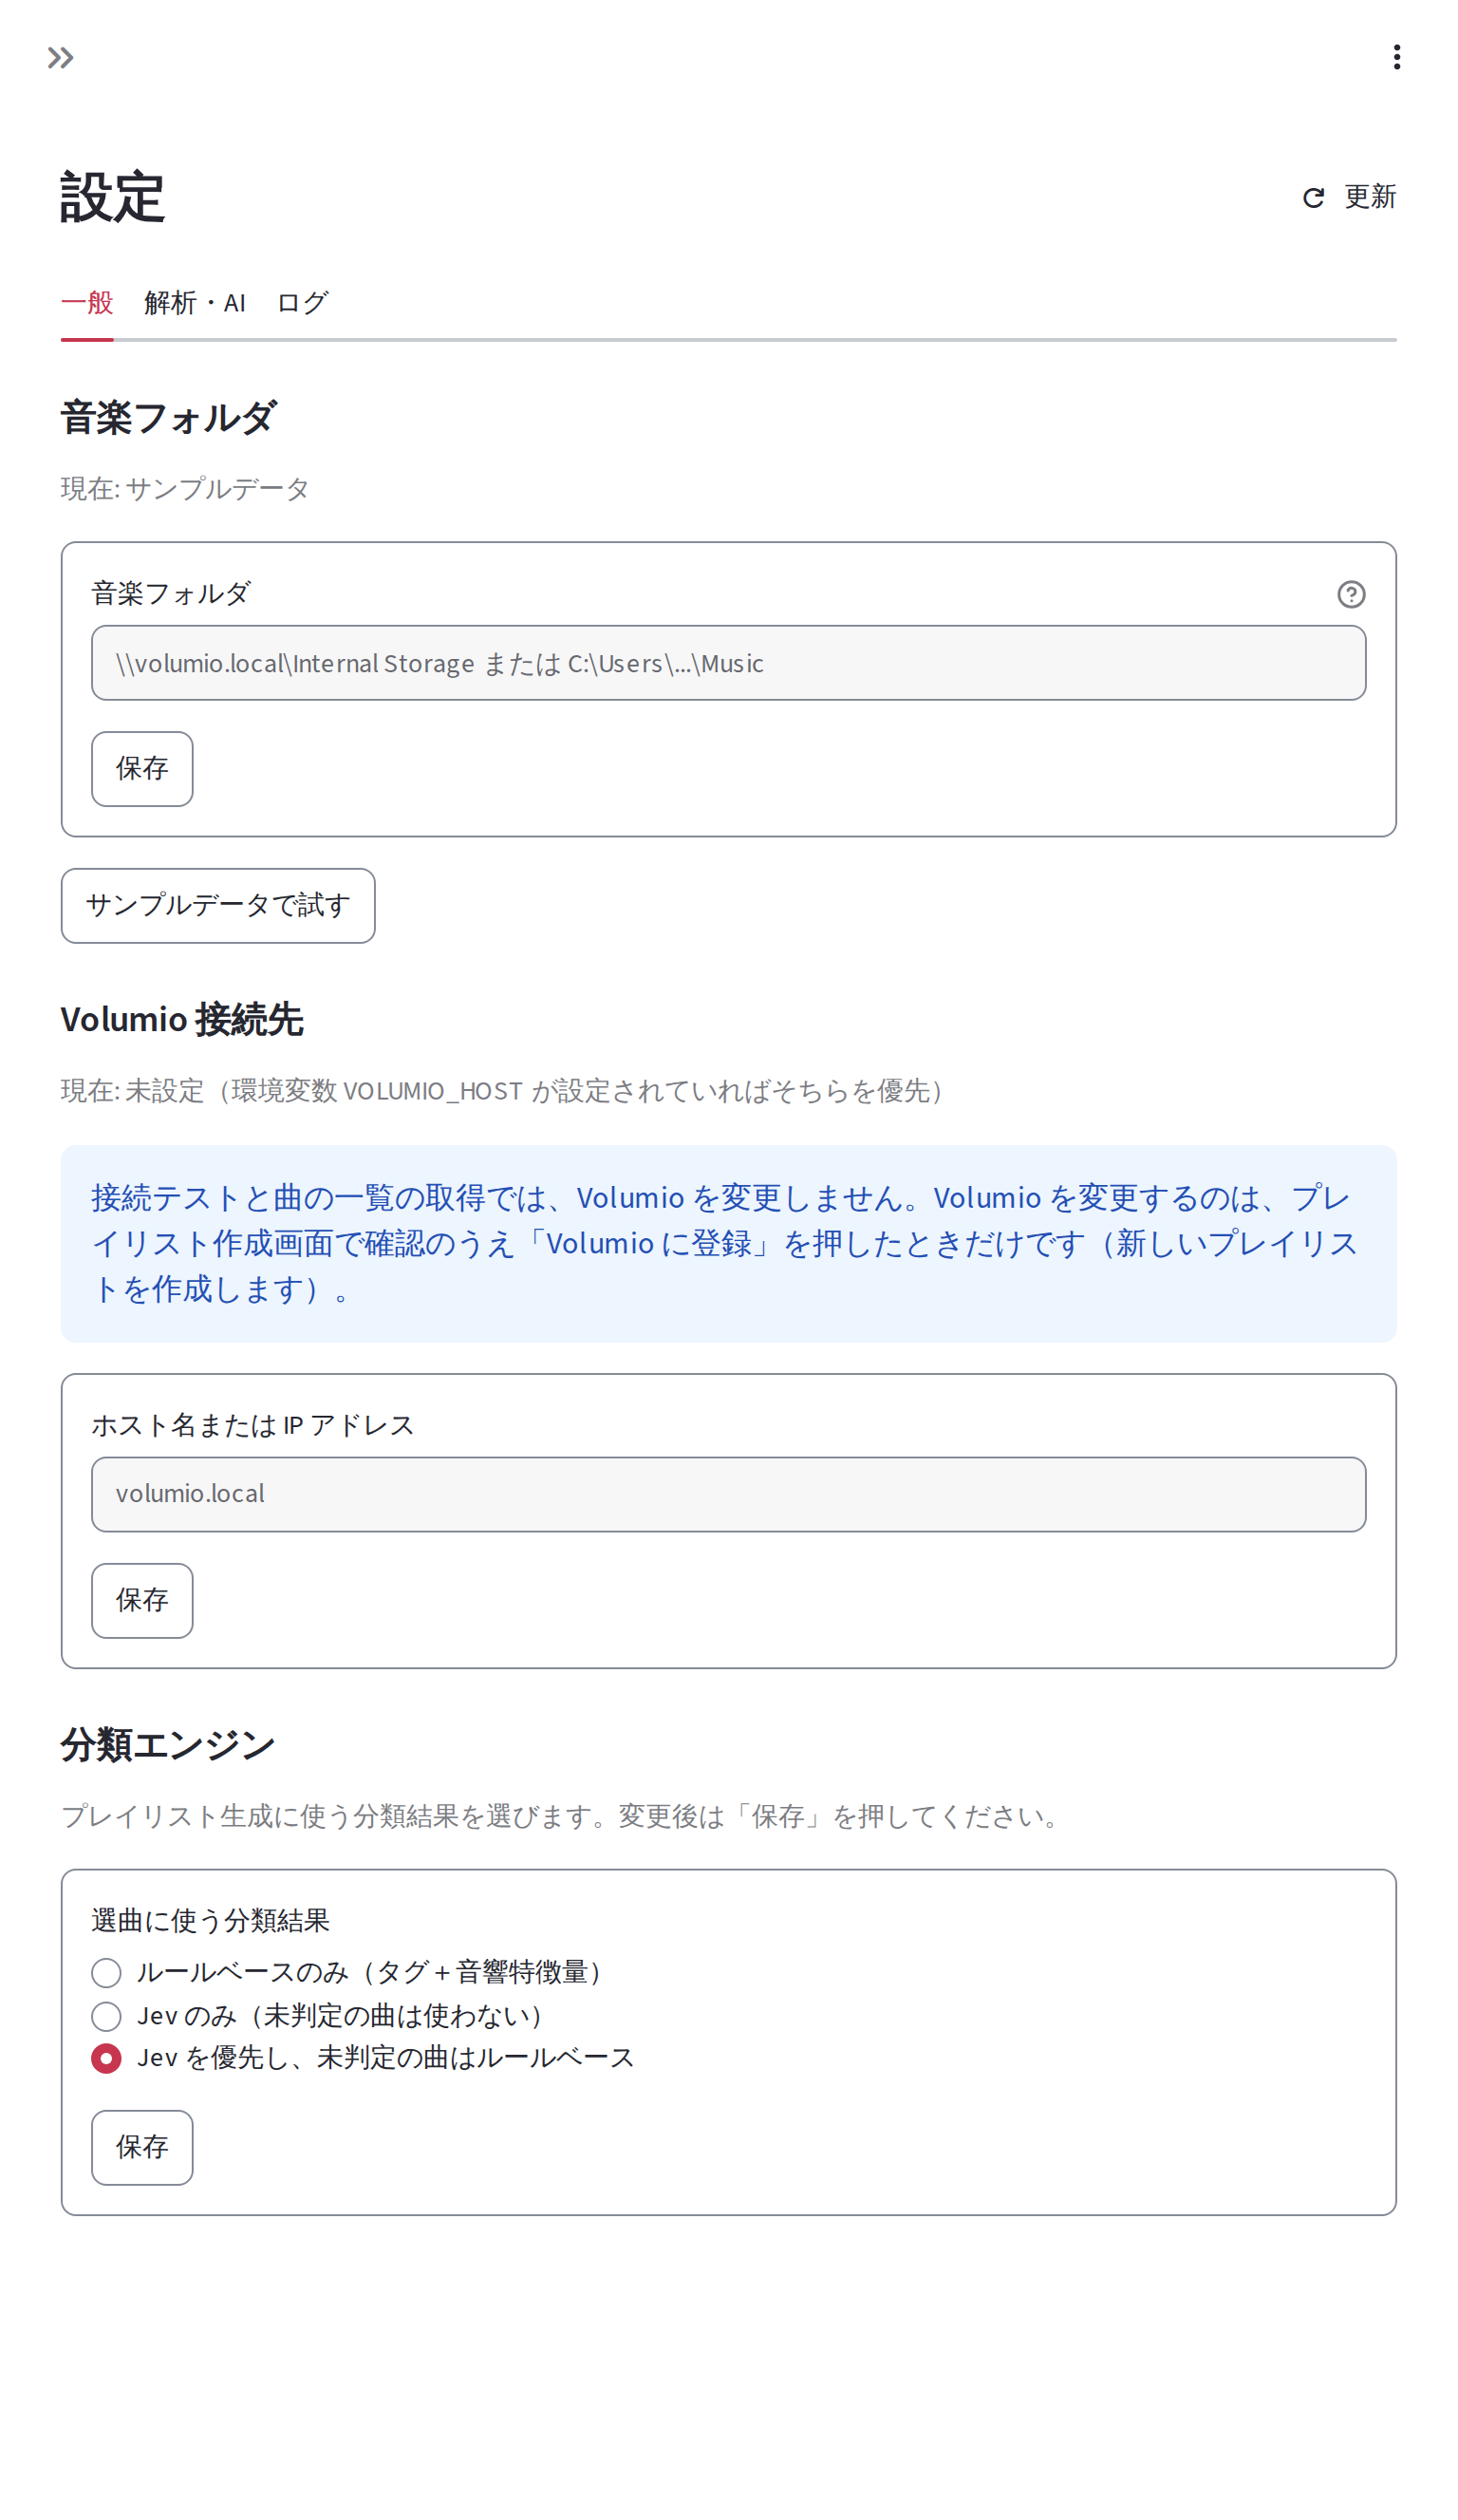 設定
更新
一般 解析・AI ログ
音楽フォルダ
現在: サンプルデータ
音楽フォルダ
\\volumio.local\Internal Storage または C:\Users\...\Music
保存
サンプルデータで試す
Volumio 接続先
現在: 未設定（環境変数 VOLUMIO_HOST が設定されていればそちらを優先）
接続テストと曲の一覧の取得では、Volumio を変更しません。Volumio を変更するのは、プレ
イリスト作成画面で確認のうえ「Volumio に登録」を押したときだけです（新しいプレイリス
トを作成します）。
ホスト名または IP アドレス
volumio.local
保存
分類エンジン
プレイリスト生成に使う分類結果を選びます。変更後は「保存」を押してください。
選曲に使う分類結果
ルールベースのみ（タグ＋音響特徴量）
Jev のみ（未判定の曲は使わない）
Jev を優先し、未判定の曲はルールベース
保存